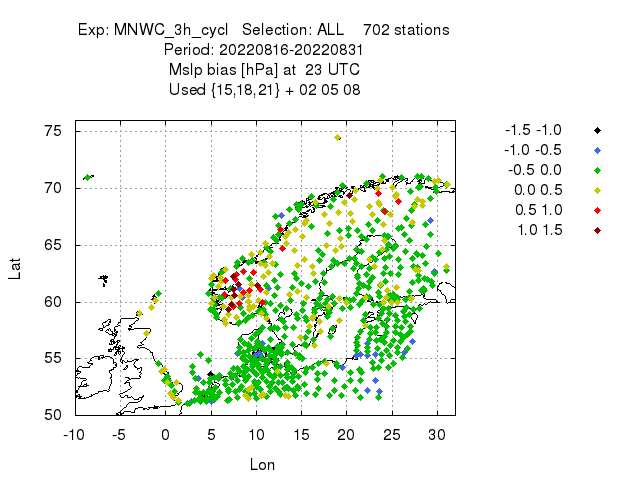 Exp: MNWC_3h_cycl   Selection: ALL    702 stations
Period: 20220816-20220831
Mslp bias [hPa] at  23 UTC
Used {15,18,21} + 02 05 08
75
70
65
60
55
50
Lat
-10 -5 0 5 10 15 20 25 30
Lon
-1.5 -1.0
-1.0 -0.5
-0.5 0.0
0.0 0.5
0.5 1.0
1.0 1.5